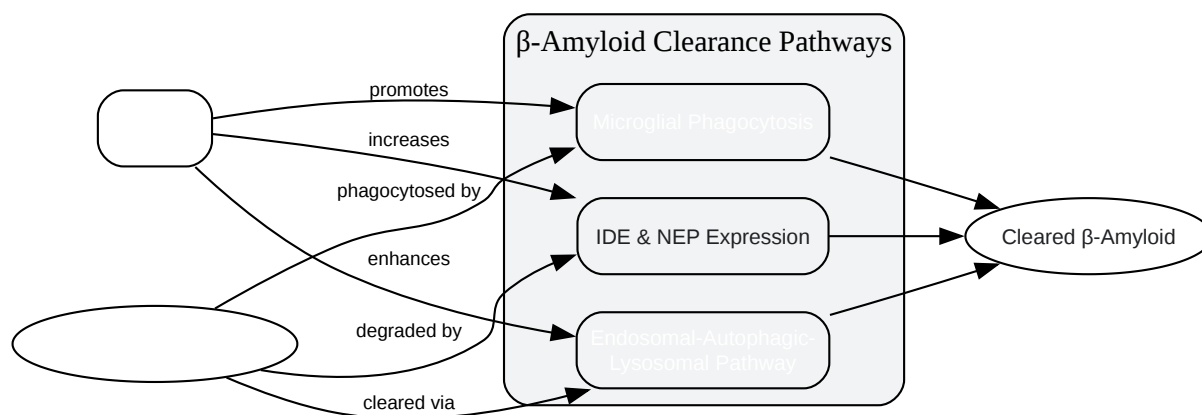 β-Amyloid Clearance Pathways
promotes
Microglial Phagocytosis
increases
phagocytosed by
IDE & NEP Expression
Cleared β-Amyloid
enhances
degraded by
Endosomal-Autophagic-
Lysosomal Pathway
cleared via